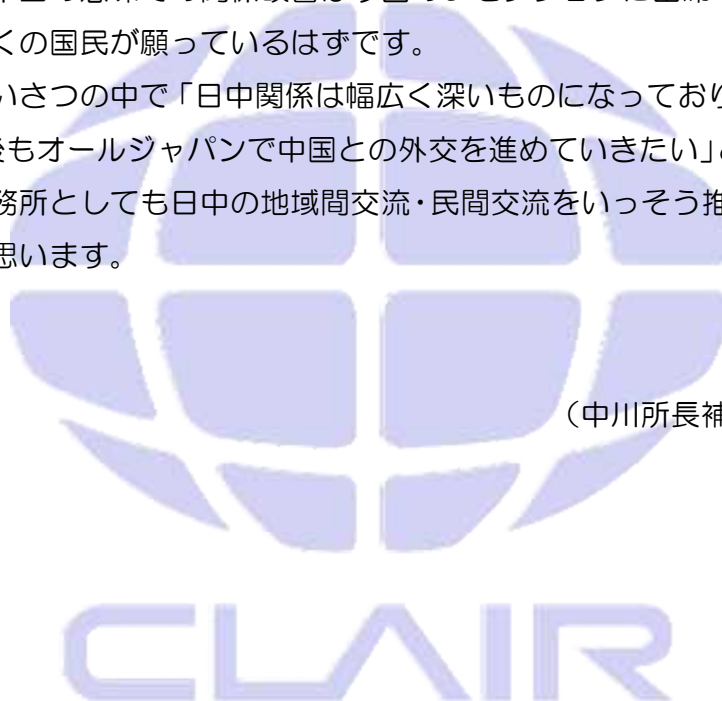 くの国民が願っているはずです。
いさつの中で「日中関係は幅広く深いものになっており
後もオールジャパンで中国との外交を進めていきたい」
務所としても日中の地域間交流・民間交流をいっそう推
思います。
（中川所長補
CLAIR